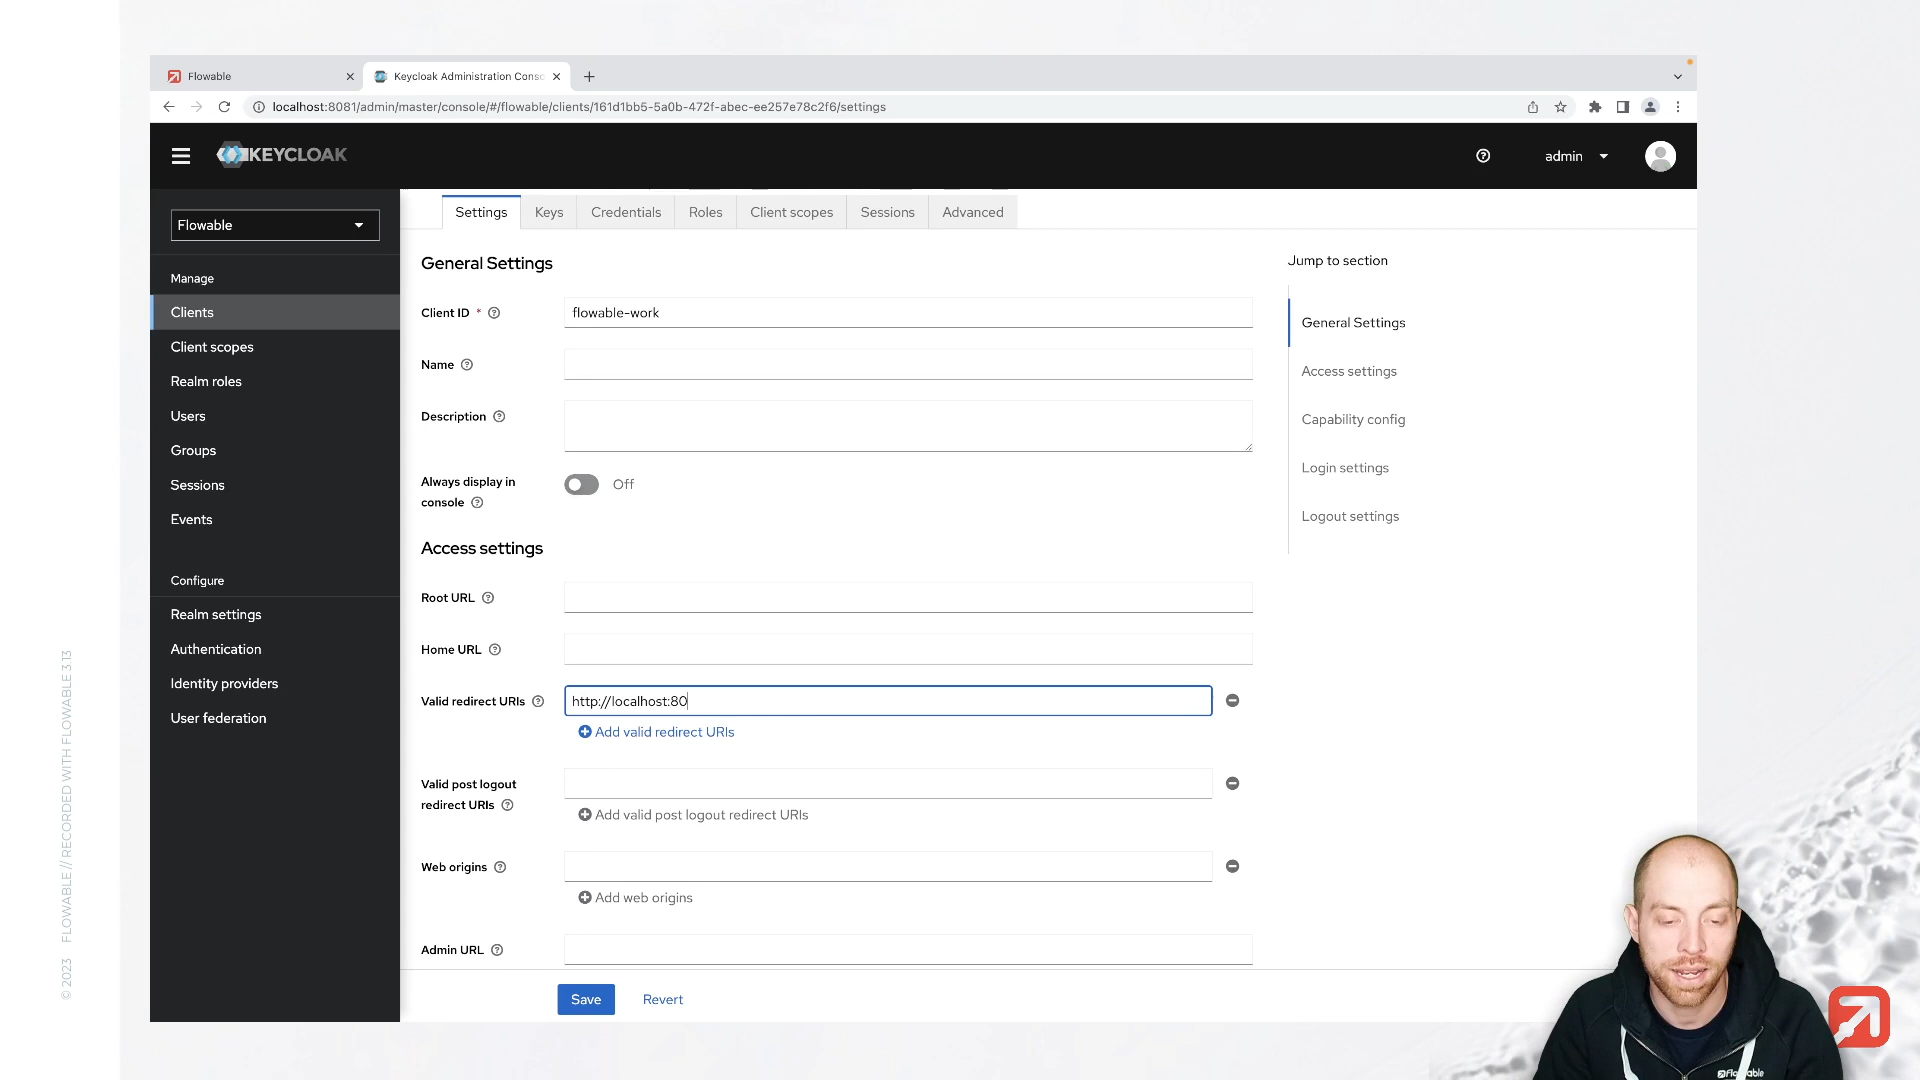 Flowable
Keycloak Administration Conso
localhost:8081/admin/master/console/#/flowable/clients/161d1bb5-5a0b-472f-abec-ee257e78c2f6/settings
KEYCLOAK
admin
Flowable
Manage
Clients
Client scopes
Realm roles
Users
Groups
Sessions
Events
Configure
Realm settings
Authentication
Identity providers
User federation
Settings
Keys
Credentials
Roles
Client scopes
Sessions
Advanced
General Settings
Client ID *
flowable-work
Name
Description
Always display in
console
Off
Access settings
Root URL
Home URL
Valid redirect URIs
http://localhost:80
Add valid redirect URIs
Valid post logout
redirect URIs
Add valid post logout redirect URIs
Web origins
Add web origins
Admin URL
Save
Revert
Jump to section
General Settings
Access settings
Capability config
Login settings
Logout settings
© 2023 FLOWABLE // RECORDED WITH FLOWABLE 3.13
Flowable